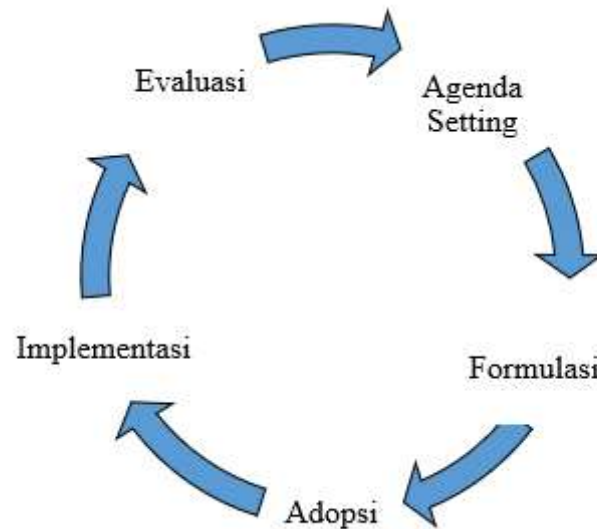 Evaluasi
Agenda
Setting
Formulasi
Adopsi
Implementasi